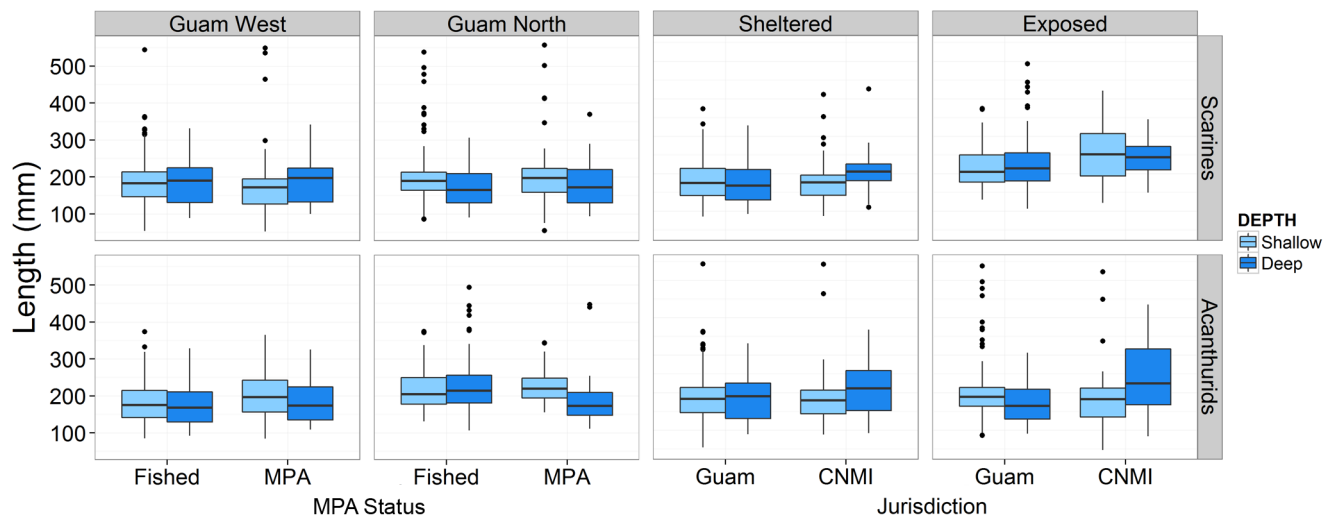 Guam West Guam North Sheltered Exposed
Length (mm)
500
400
300
200
100
Scarines
500
400
300
200
100
Acanthurids
DEPTH
Shallow
Deep
Fished MPA Fished MPA Guam CNMI Guam CNMI
MPA Status Jurisdiction